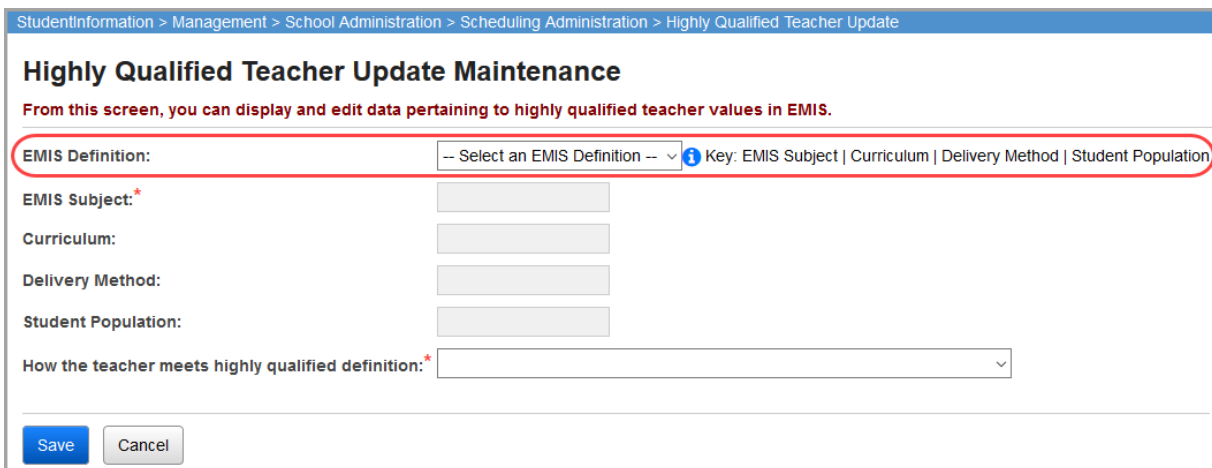 StudentInformation > Management > School Administration > Scheduling Administration > Highly Qualified Teacher Update
Highly Qualified Teacher Update Maintenance
From this screen, you can display and edit data pertaining to highly qualified teacher values in EMIS.
EMIS Definition: -- Select an EMIS Definition -- Key: EMIS Subject | Curriculum | Delivery Method | Student Population
EMIS Subject:*
Curriculum:
Delivery Method:
Student Population:
How the teacher meets highly qualified definition:*
Save Cancel